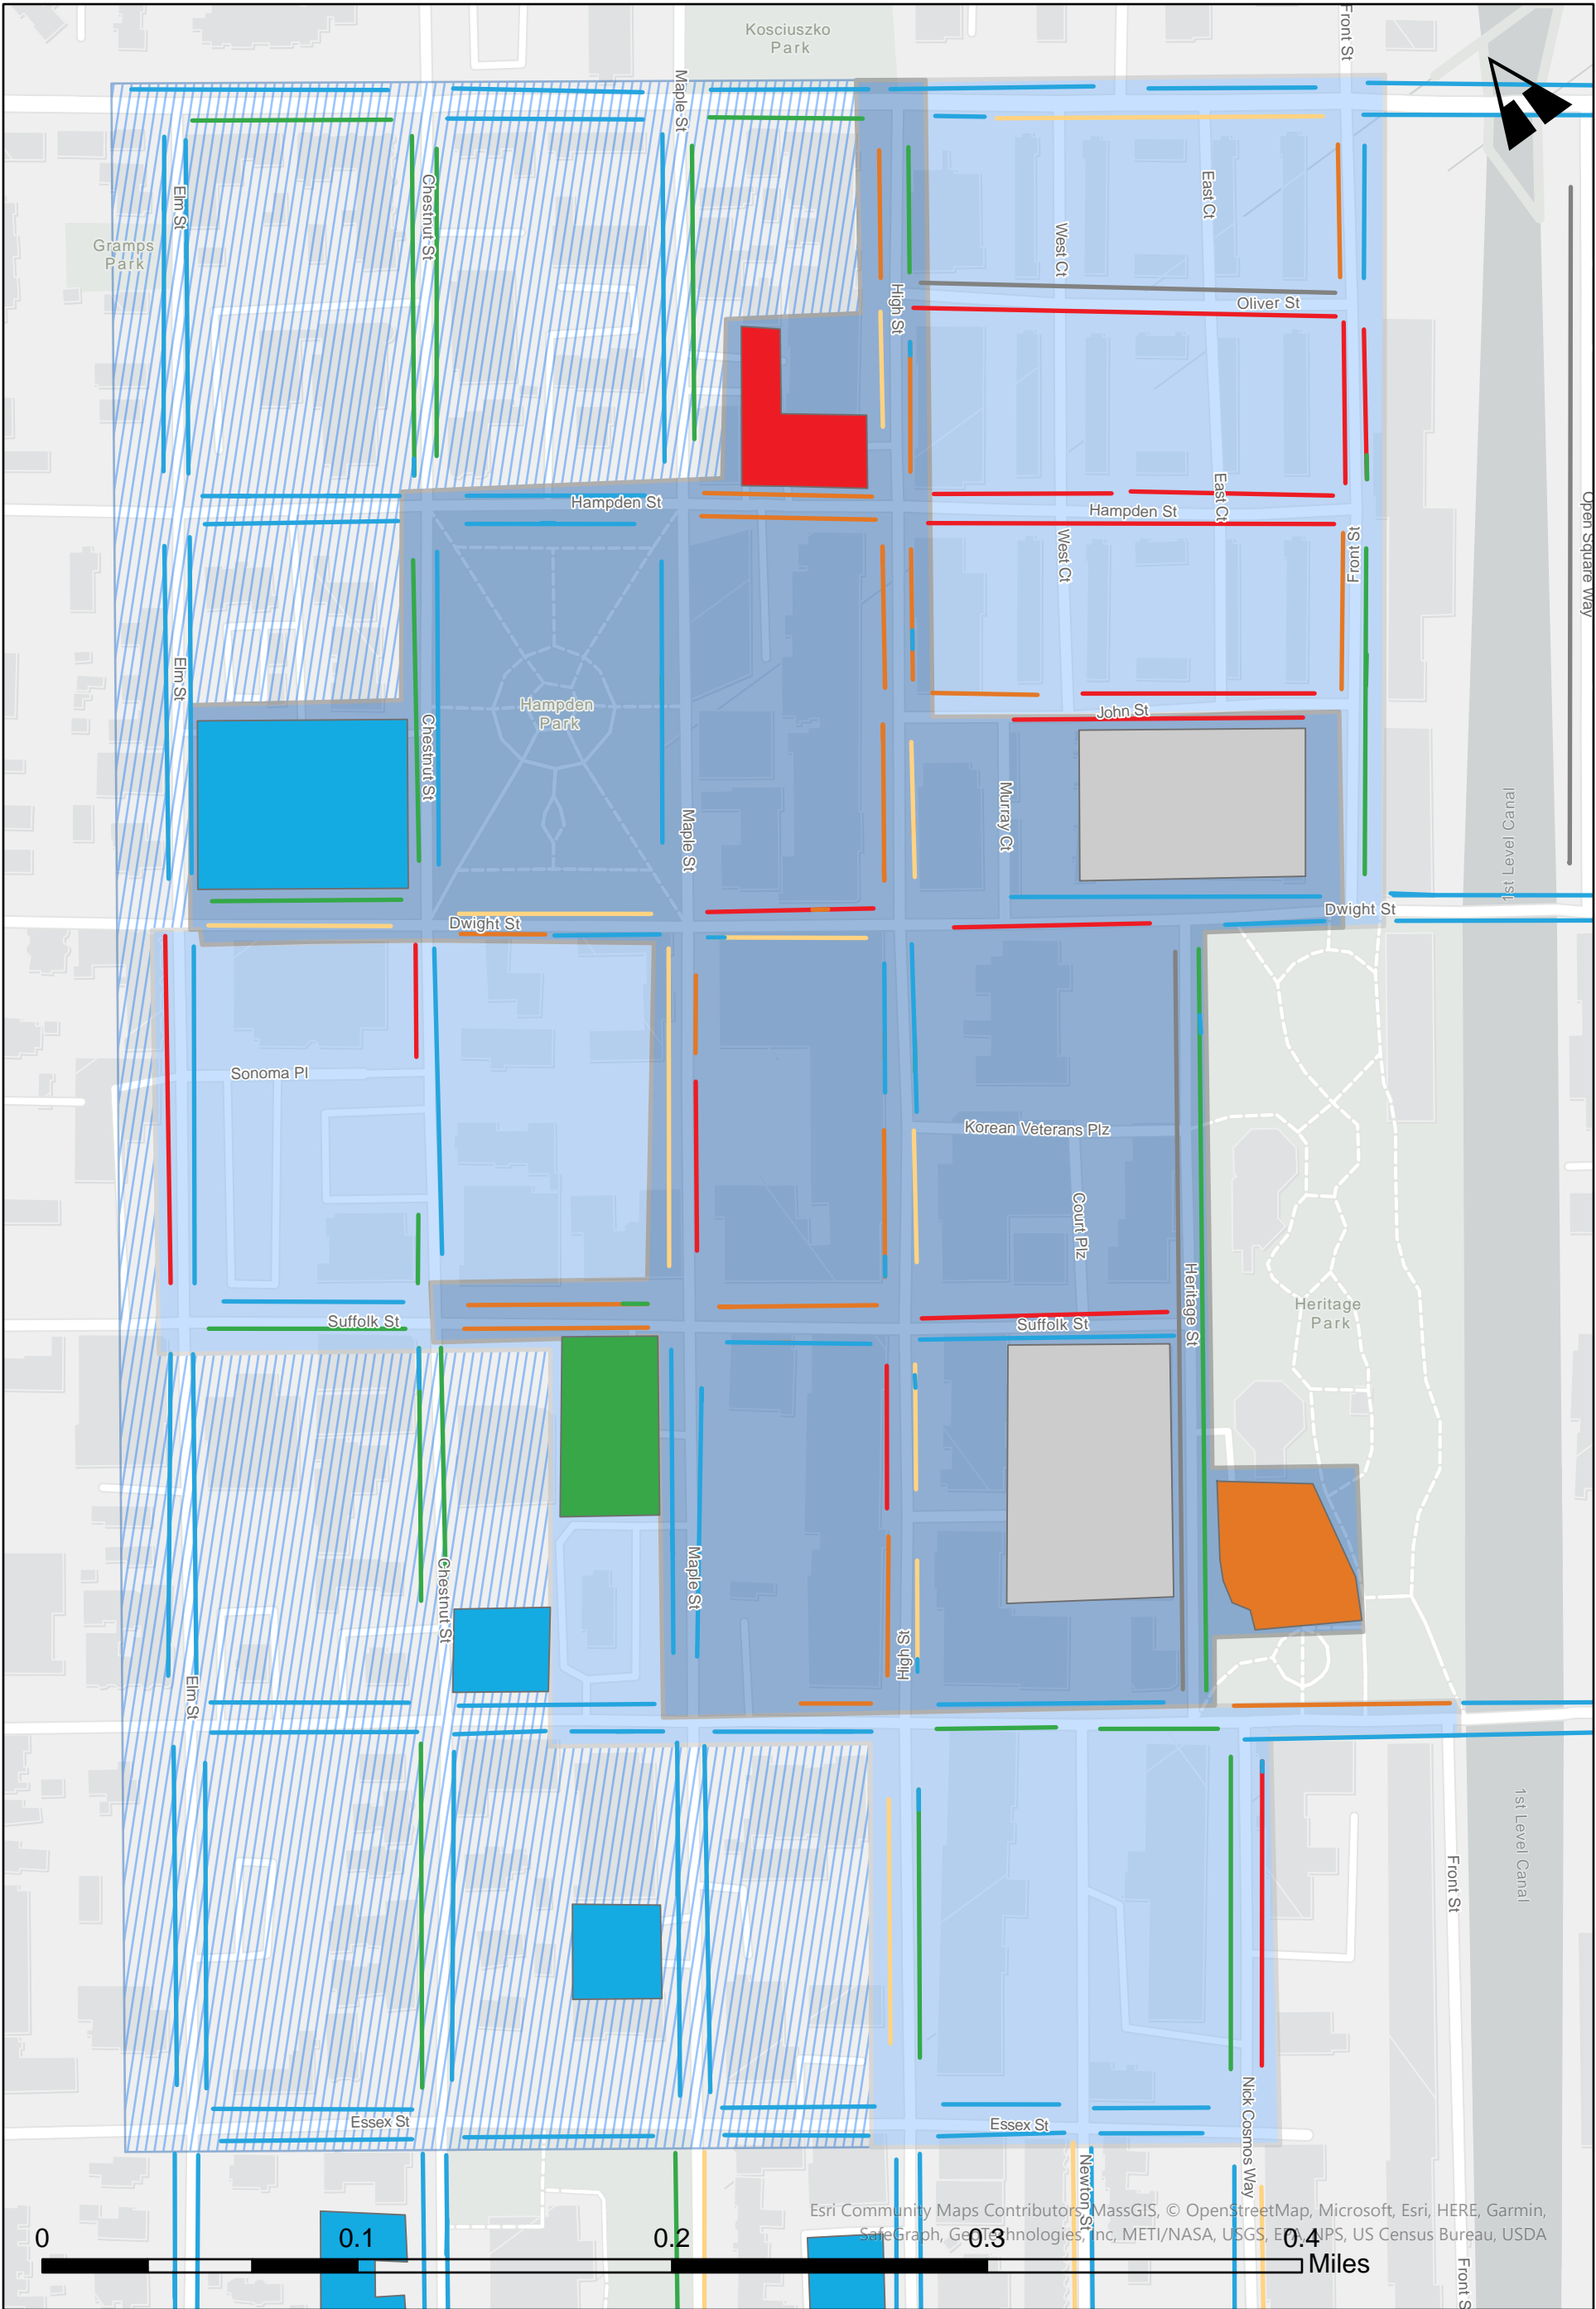 Kosciuszko
Park
Front St
Maple St
Elm St
Chestnut St
East Ct
West Ct
Gramps
Park
High St
Oliver St
Hampden St
Hampden St
East Ct
West Ct
Front St
Open Square Way
Elm St
Hampden
Park
Chestnut St
John St
Maple St
Murray Ct
1st Level Canal
Dwight St
Dwight St
Sonoma Pl
Korean Veterans Plz
Court Plz
Heritage St
Heritage
Park
Suffolk St
Suffolk St
Chestnut St
Maple St
High St
Elm St
1st Level Canal
Front St
Essex St
Essex St
Nick Cosmos Way
Newton St
Esri Community Maps Contributors, MassGIS, © OpenStreetMap, Microsoft, Esri, HERE, Garmin,
SafeGraph, GeoTechnologies, Inc, METI/NASA, USGS, EPA, NPS, US Census Bureau, USDA
0 0.1 0.2 0.3 0.4
Miles
Front S